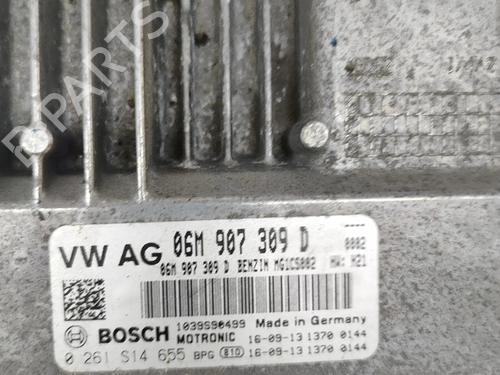 B-PARTS
VW AG 06M 907 309 D 0002
06M 907 309 D BENZIN MG1CS002 HW: H21
BOSCH 1039S90499 Made in Germany
MOTRONIC 16-09-13 1370 0144
0 261 S14 655 BPG 810 16-09-13 1370 0144